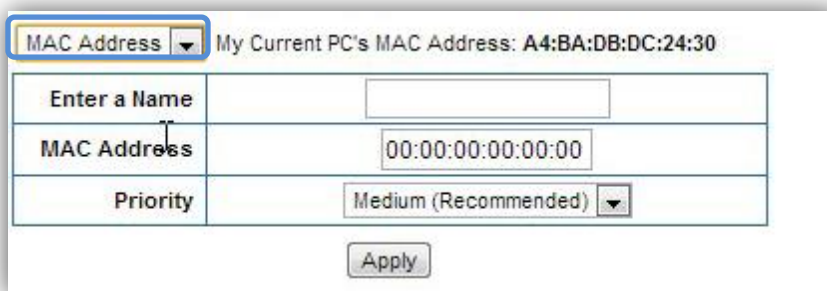 MAC Address My Current PC's MAC Address: A4:BA:DB:DC:24:30
Enter a Name
MAC Address 00:00:00:00:00:00
Priority Medium (Recommended)
Apply